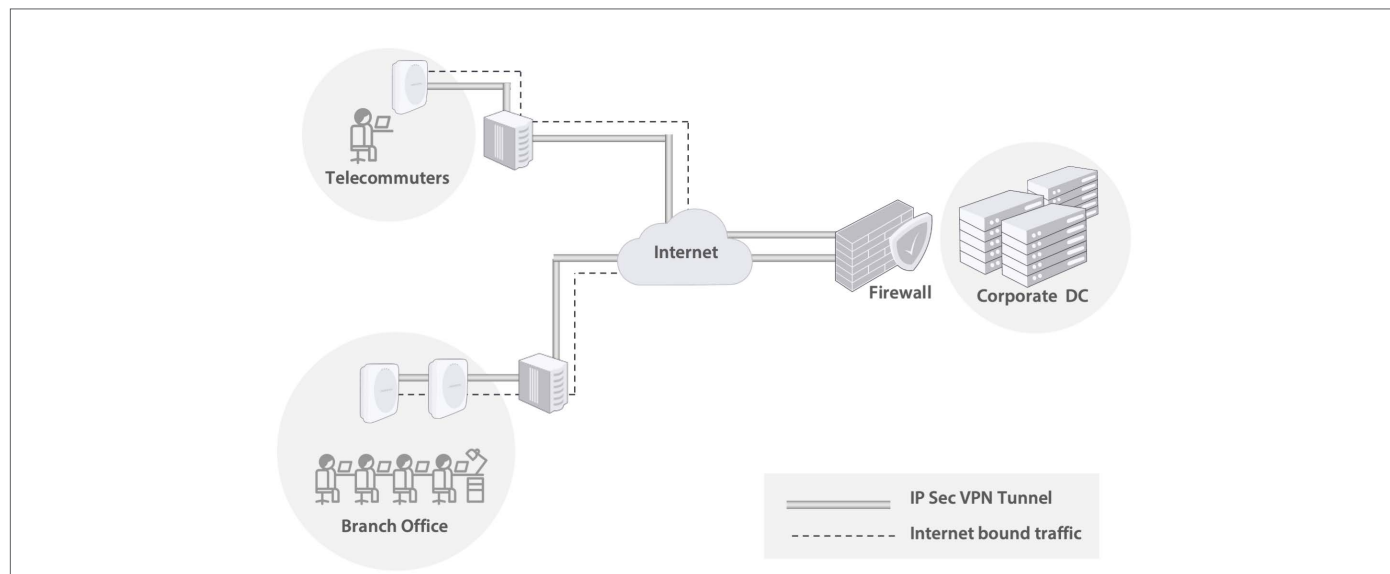 Telecommuters
Internet
Firewall
Corporate DC
Branch Office
IP Sec VPN Tunnel
Internet bound traffic